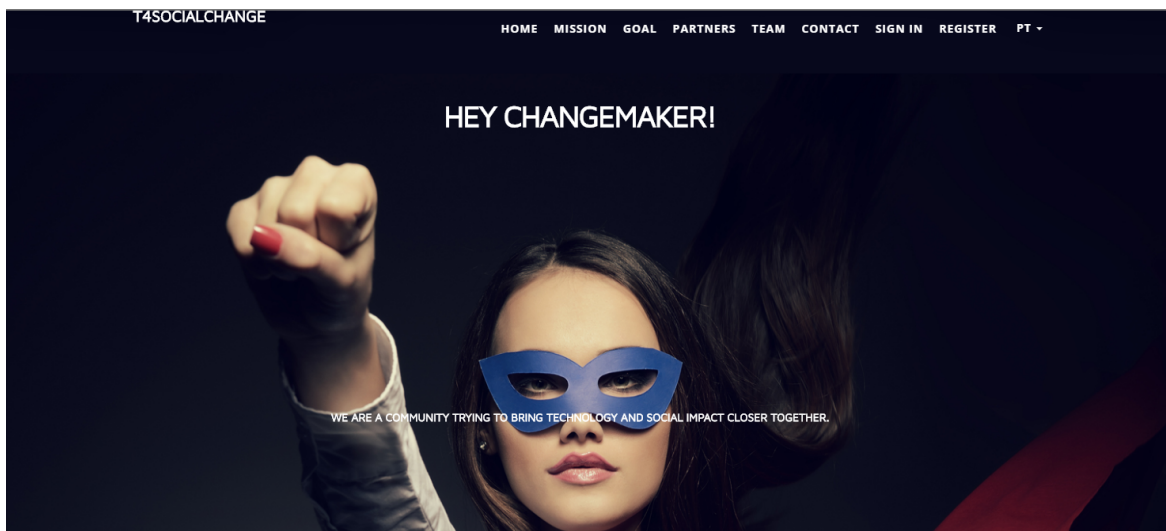 T4SOCIALCHANGE
HOME MISSION GOAL PARTNERS TEAM CONTACT SIGN IN REGISTER PT
HEY CHANGEMAKER!
WE ARE A COMMUNITY TRYING TO BRING TECHNOLOGY AND SOCIAL IMPACT CLOSER TOGETHER.